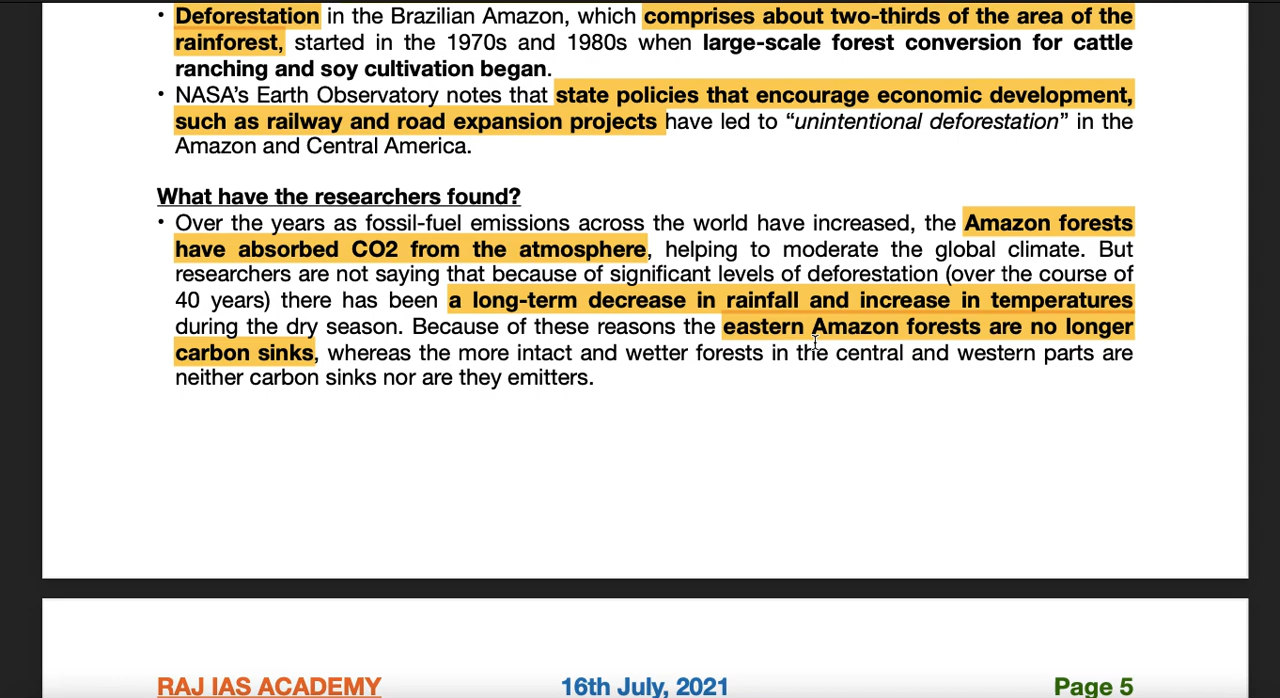 • Deforestation in the Brazilian Amazon, which comprises about two-thirds of the area of the
rainforest, started in the 1970s and 1980s when large-scale forest conversion for cattle
ranching and soy cultivation began.
• NASA’s Earth Observatory notes that state policies that encourage economic development,
such as railway and road expansion projects have led to “unintentional deforestation” in the
Amazon and Central America.
What have the researchers found?
• Over the years as fossil-fuel emissions across the world have increased, the Amazon forests
have absorbed CO2 from the atmosphere, helping to moderate the global climate. But
researchers are not saying that because of significant levels of deforestation (over the course of
40 years) there has been a long-term decrease in rainfall and increase in temperatures
during the dry season. Because of these reasons the eastern Amazon forests are no longer
carbon sinks, whereas the more intact and wetter forests in the central and western parts are
neither carbon sinks nor are they emitters.
RAJ IAS ACADEMY 16th July, 2021 Page 5